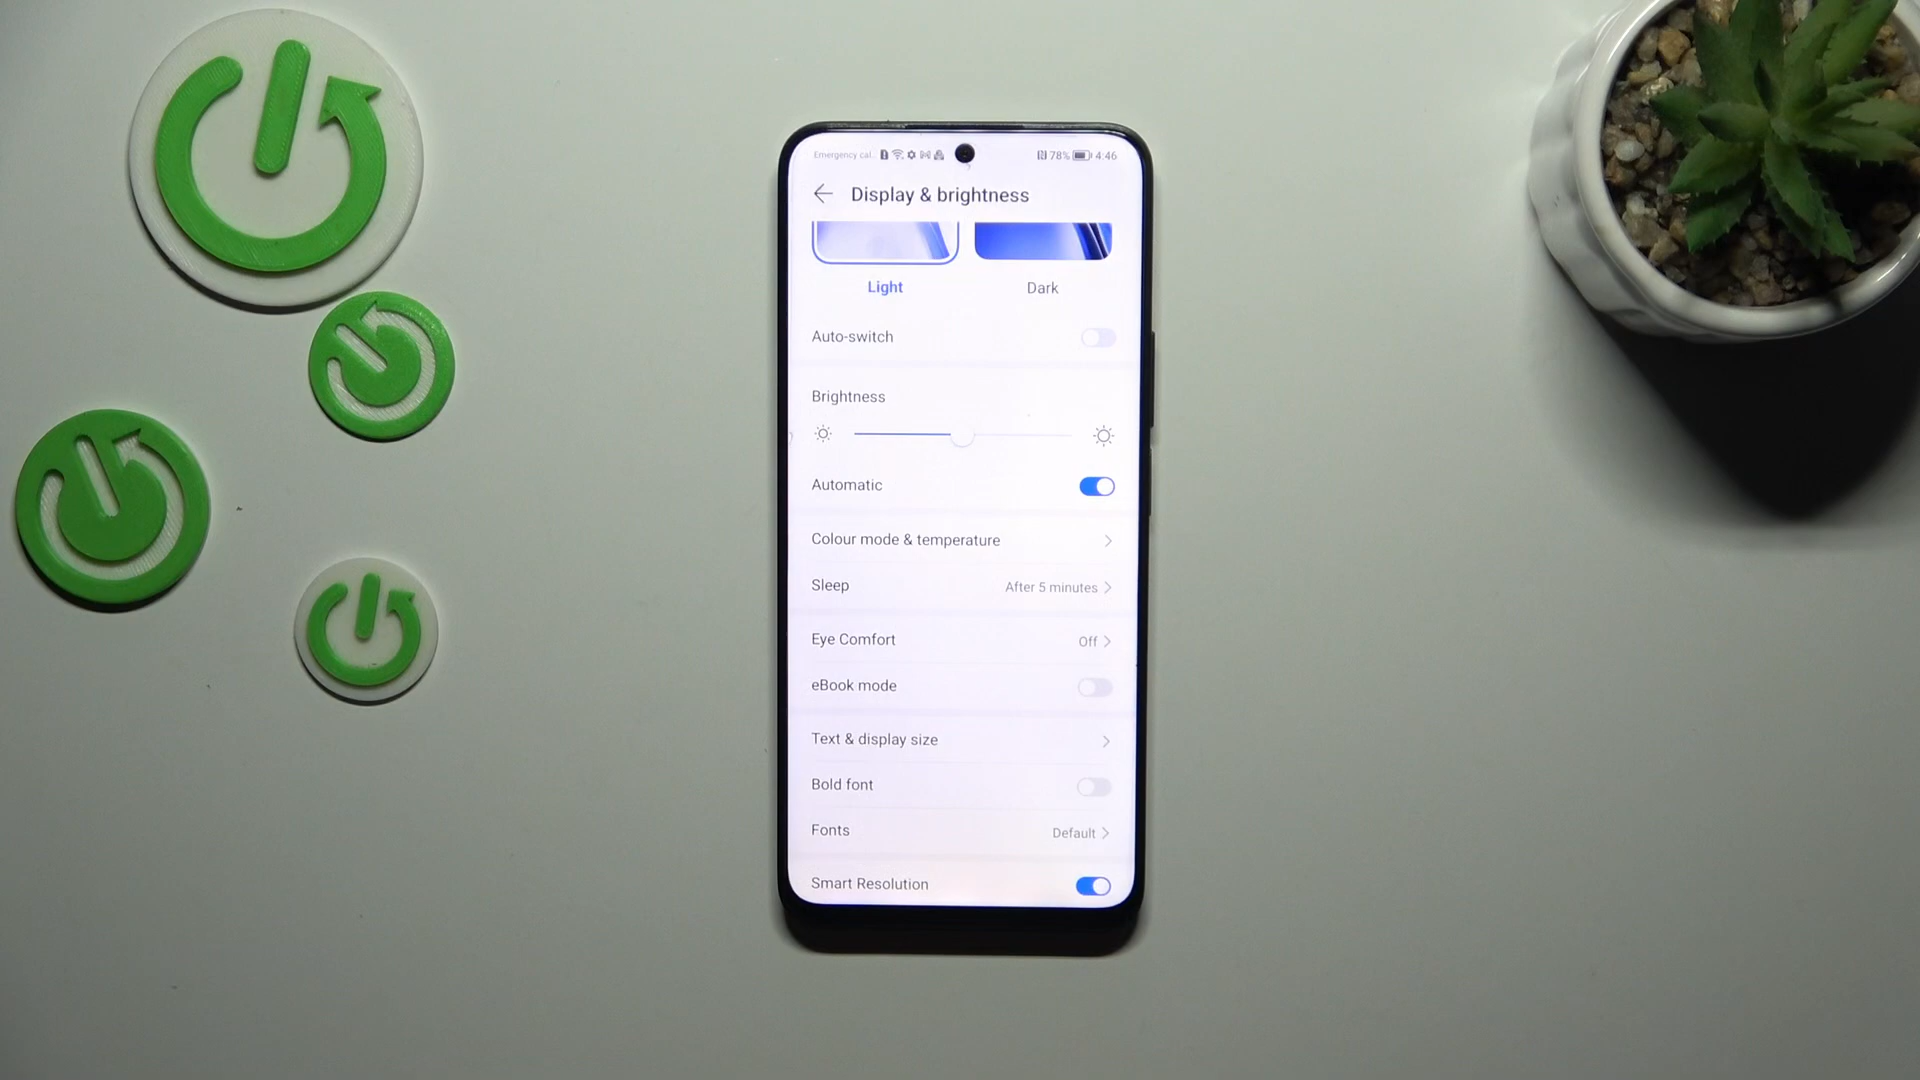 Emergency cal. 78% 4:46
Display & brightness
Light Dark
Auto-switch
Brightness
Automatic
Colour mode & temperature
Sleep After 5 minutes
Eye Comfort Off
eBook mode
Text & display size
Bold font
Fonts Default
Smart Resolution